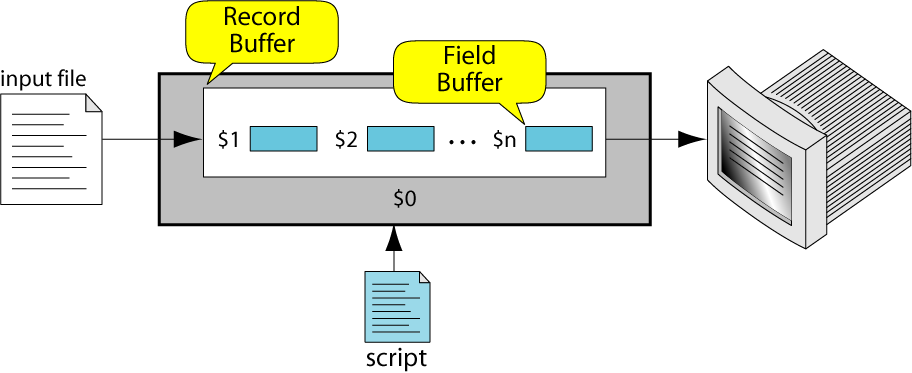 Record
Buffer
Field
Buffer
input file
$1 $2 ... $n
$0
script